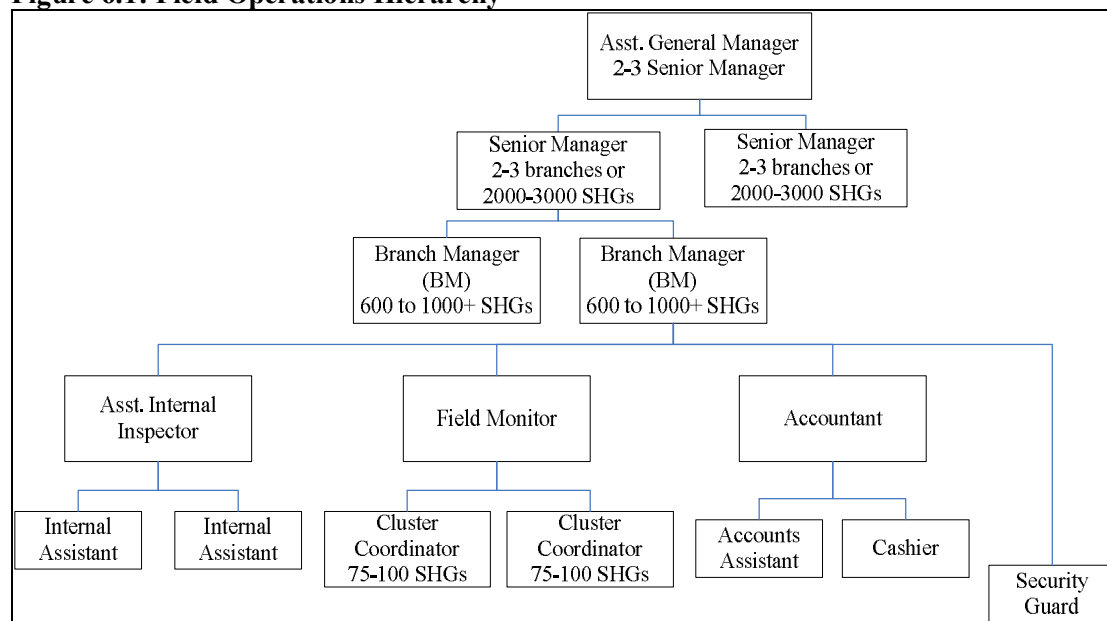 Figure 6.1: Field Operations Hierarchy
Asst. General Manager
2-3 Senior Manager
Senior Manager
2-3 branches or
2000-3000 SHGs
Senior Manager
2-3 branches or
2000-3000 SHGs
Branch Manager
(BM)
600 to 1000+ SHGs
Branch Manager
(BM)
600 to 1000+ SHGs
Asst. Internal
Inspector
Field Monitor
Accountant
Internal
Assistant
Internal
Assistant
Cluster
Coordinator
75-100 SHGs
Cluster
Coordinator
75-100 SHGs
Accounts
Assistant
Cashier
Security
Guard